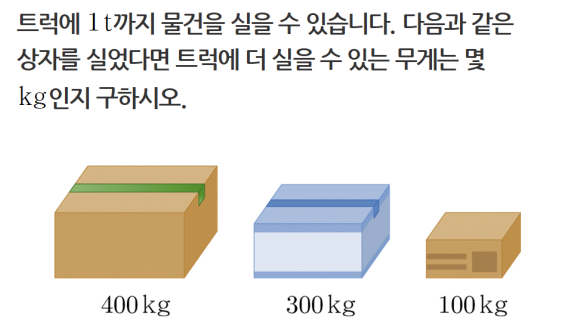 트럭에 1 t까지 물건을 실을 수 있습니다. 다음과 같은
상자를 실었다면 트럭에 더 실을 수 있는 무게는 몇
kg인지 구하시오.
400 kg 300 kg 100 kg